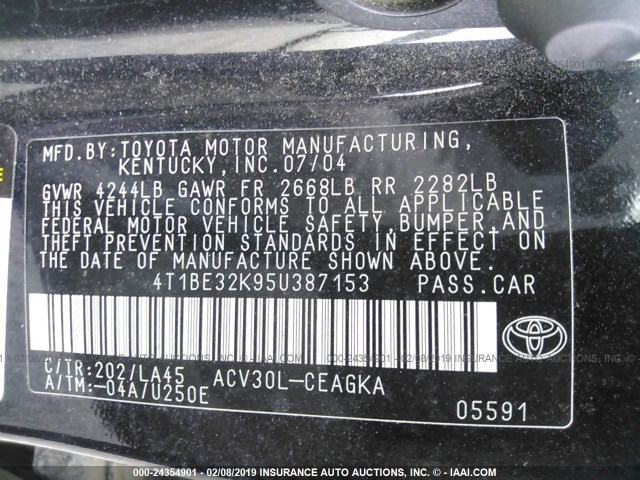 MFD.BY:TOYOTA MOTOR MANUFACTURING,
KENTUCKY, INC.07/04
GVWR 4244LB GAWR FR 2668LB RR 2282LB
THIS VEHICLE CONFORMS TO ALL APPLICABLE
FEDERAL MOTOR VEHICLE SAFETY,BUMPER,AND
THEFT PREVENTION STANDARDS IN EFFECT ON
THE DATE OF MANUFACTURE SHOWN ABOVE.
4T1BE32K95U387153 PASS.CAR
C/TR:202/LA45 ACV30L-CEAGKA
A/TM:-04A/U250E
TOYOTA
05591
000-24354901 - 02/08/2019 INSURANCE AUTO AUCTIONS, INC. - © IAAI.COM